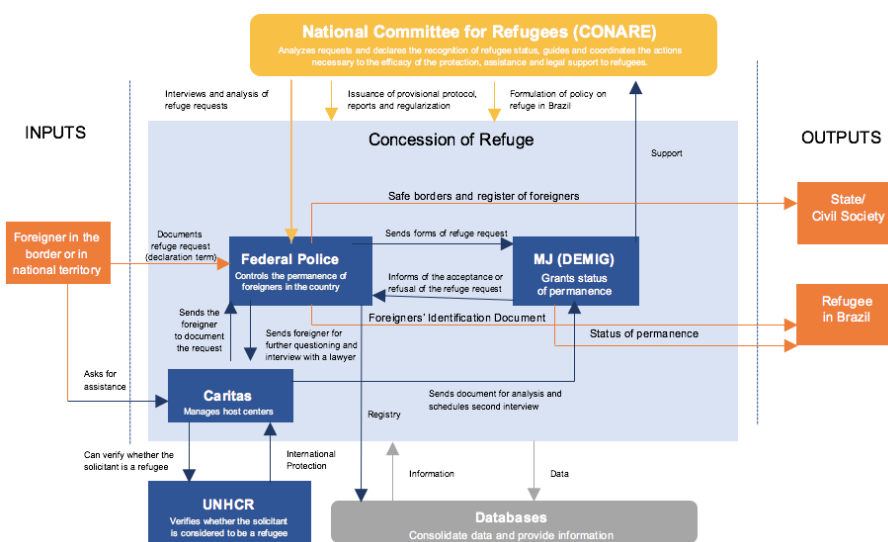 National Committee for Refugees (CONARE)
Analyzes requests and declares the recognition of refugee status, guides and coordinates the actions
necessary to the efficacy of the protection, assistance and legal support to refugees.
Interviews and analysis of
refuge requests
Issuance of provisional protocol,
reports and regularization
Formulation of policy on
refuge in Brazil
INPUTS
OUTPUTS
Concession of Refuge
Support
Safe borders and register of foreigners
State/
Civil Society
Foreigner in the
border or in
national territory
Documents
refuge request
(declaration term)
Federal Police
Controls the permanence of
foreigners in the country
Sends forms of refuge request
MJ (DEMIG)
Grants status
of permanence
Informs of the acceptance or
refusal of the refuge request
Refugee
in Brazil
Foreigners' Identification Document
Status of permanence
Sends the
foreigner
to document
the request
Sends foreigner for
further questioning and
interview with a lawyer
Asks for
assistance
Caritas
Manages host centers
Sends document for analysis and
schedules second interview
Registry
Can verify whether the
solicitant is a refugee
International
Protection
Information
Data
UNHCR
Verifies whether the solicitant
is considered to be a refugee
Databases
Consolidate data and provide information